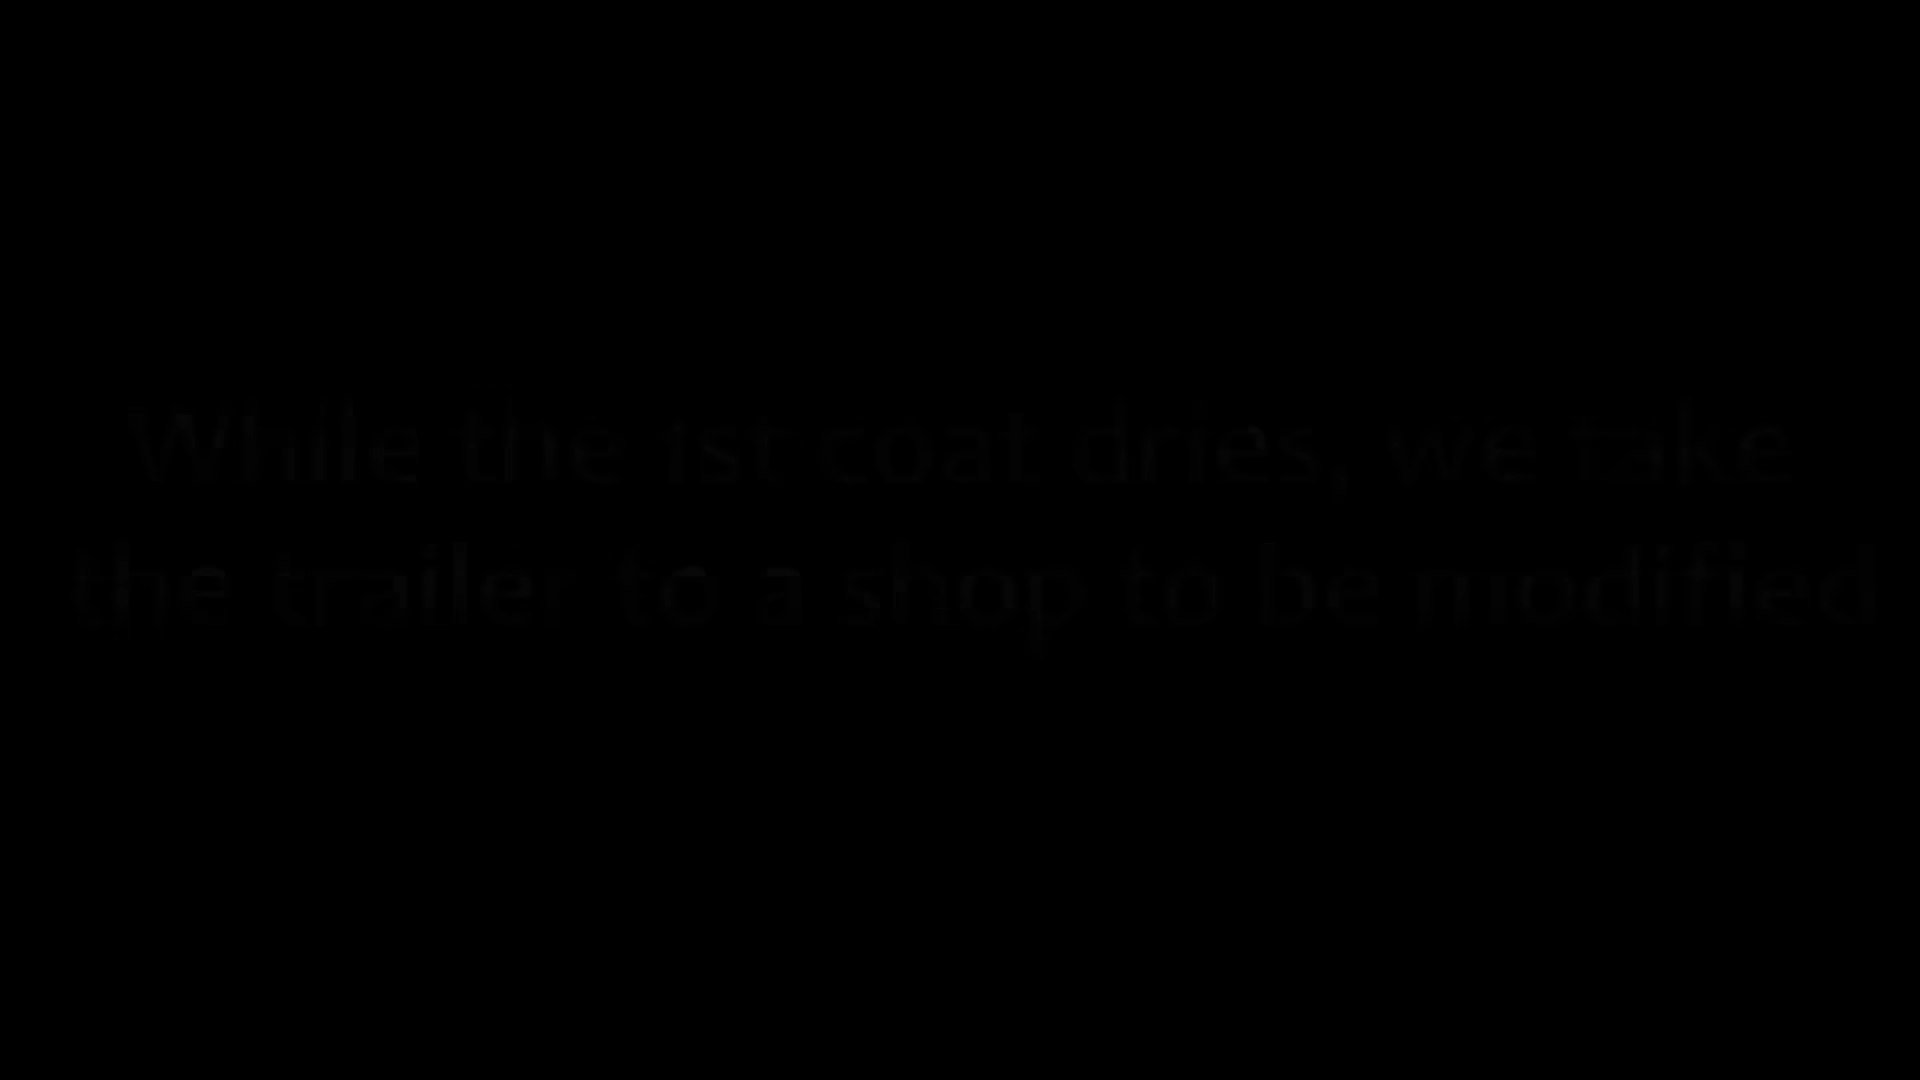 While the 1st coat dries, we take
the trailer to a shop to be modified